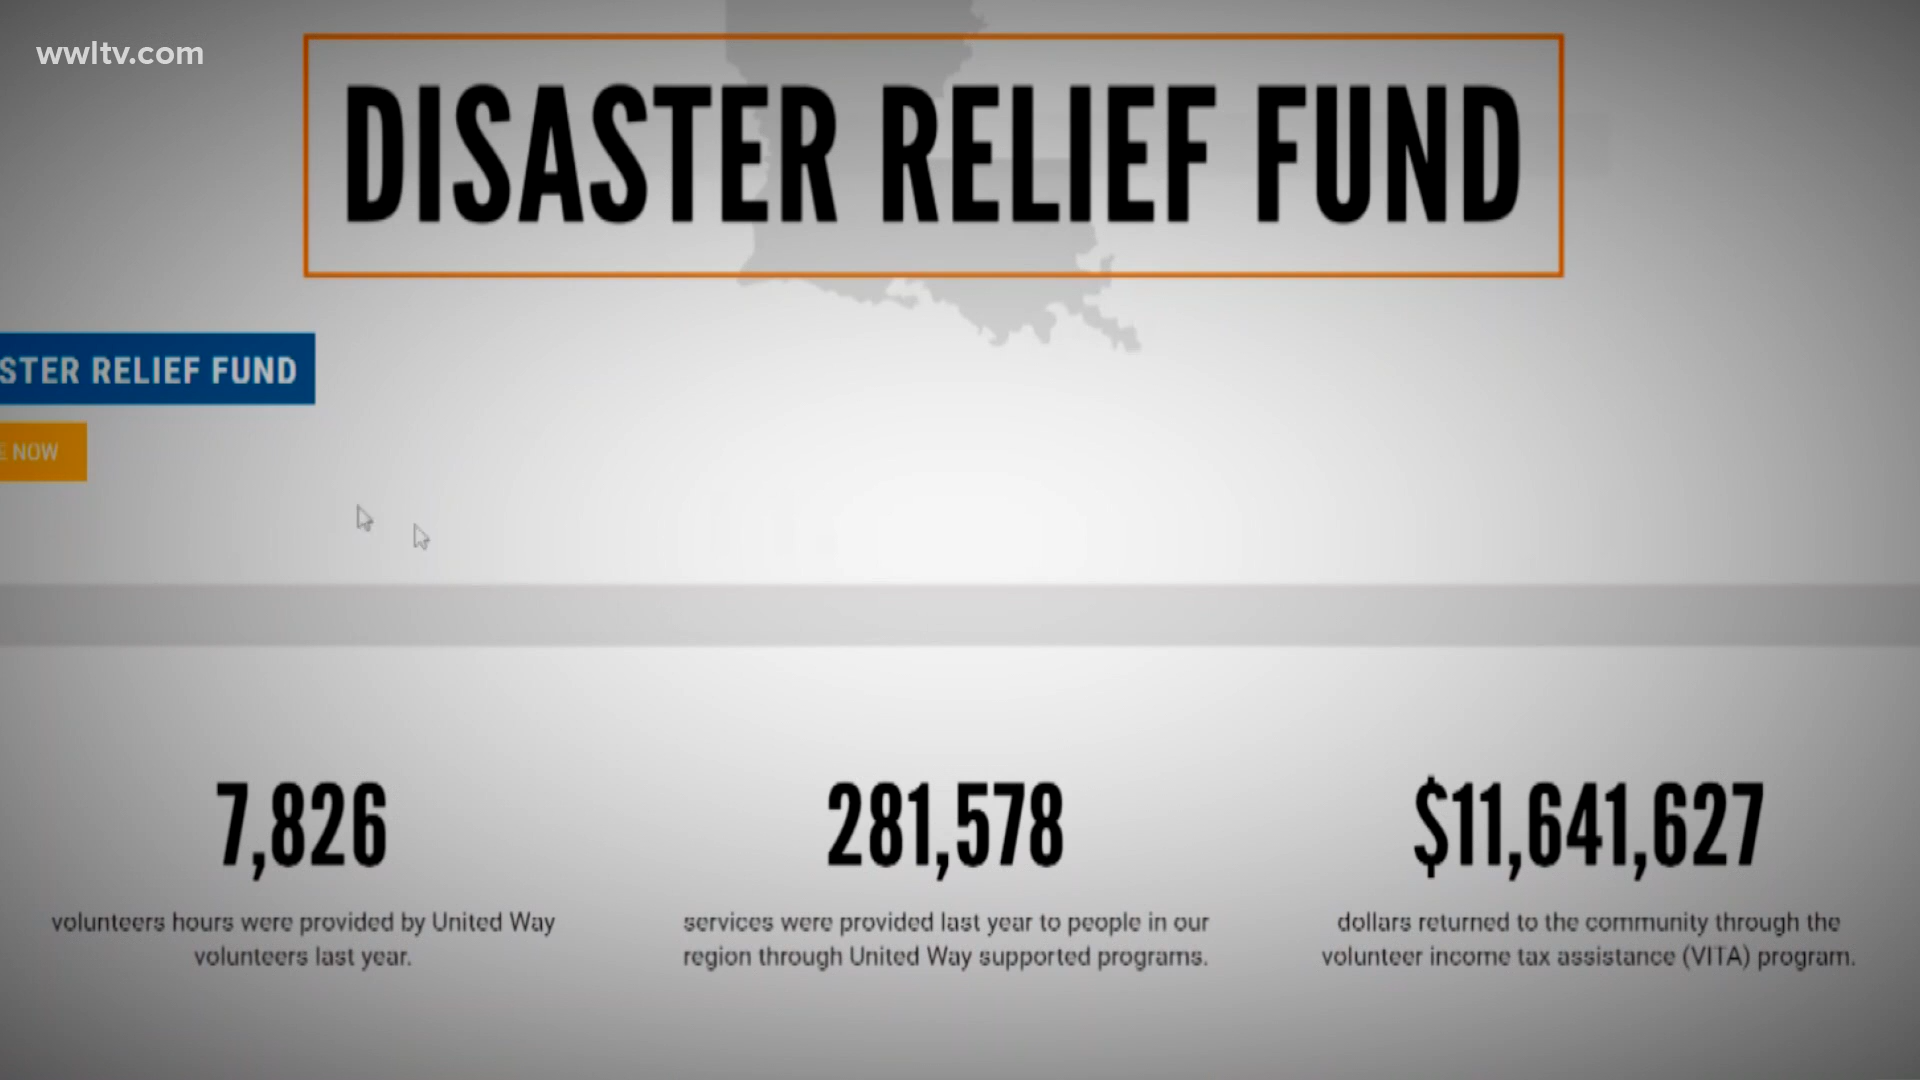 wwltv.com
DISASTER RELIEF FUND
STER RELIEF FUND
NOW
7,826
volunteers hours were provided by United Way
volunteers last year.
281,578
services were provided last year to people in our
region through United Way supported programs.
$11,641,627
dollars returned to the community through the
volunteer income tax assistance (VITA) program.